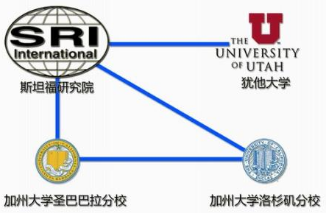 SRI
International
斯坦福研究院
U
THE
UNIVERSITY
OF UTAH
犹他大学
加州大学圣巴巴拉分校
加州大学洛杉矶分校